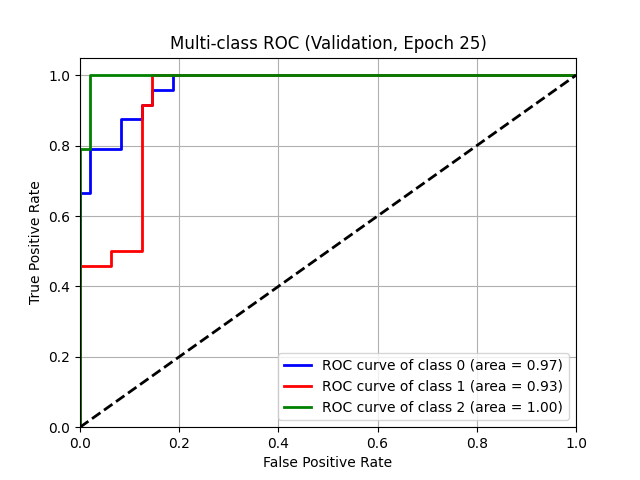 Multi-class ROC (Validation, Epoch 25)
True Positive Rate
1.0
0.8
0.6
0.4
0.2
0.0
ROC curve of class 0 (area = 0.97)
ROC curve of class 1 (area = 0.93)
ROC curve of class 2 (area = 1.00)
0.0 0.2 0.4 0.6 0.8 1.0
False Positive Rate